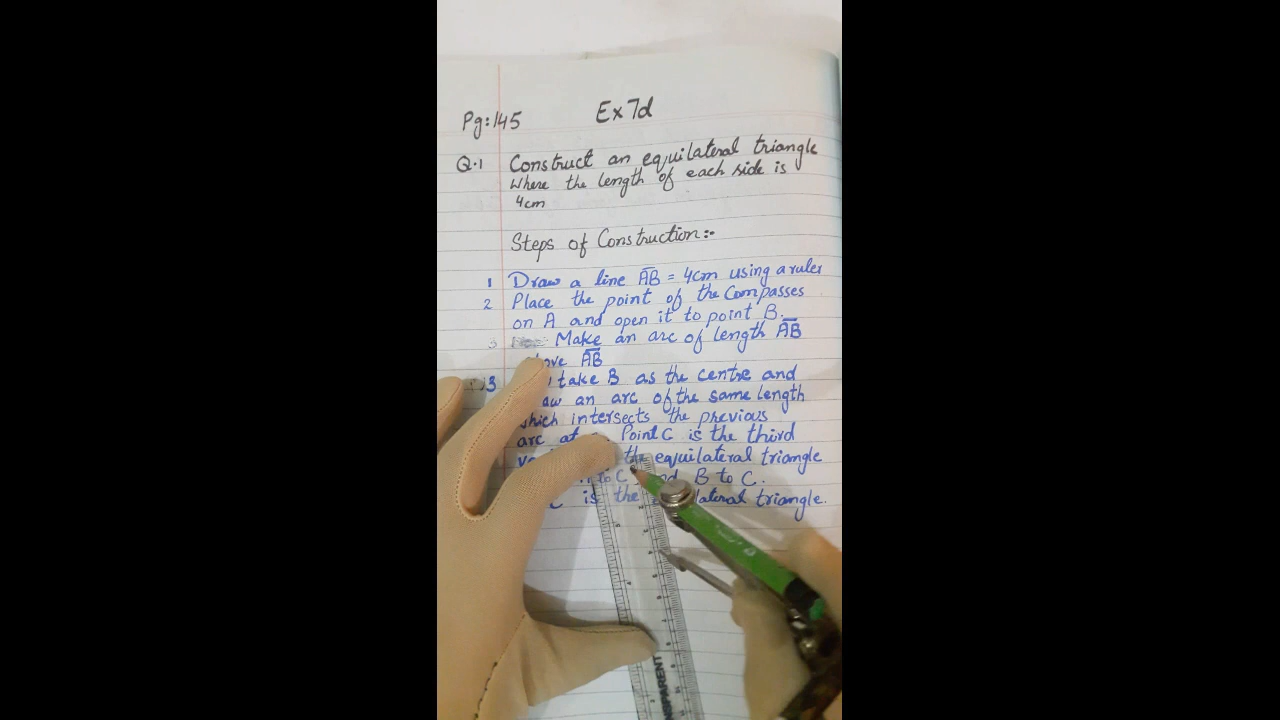 Pg:145 Ex 7d
Q.1 Construct an equilateral triangle
where the length of each side is
4cm
Steps of Construction:-
1 Draw a line AB = 4cm using a ruler
2 Place the point of the Compasses
on A and open it to point B.
3 Make an arc of length AB
AB
3 take B as the centre and
an arc of the same length
which intersects the previous
arc at Point C is the third
the equilateral triangle
to C and B to C.
is the triangle.